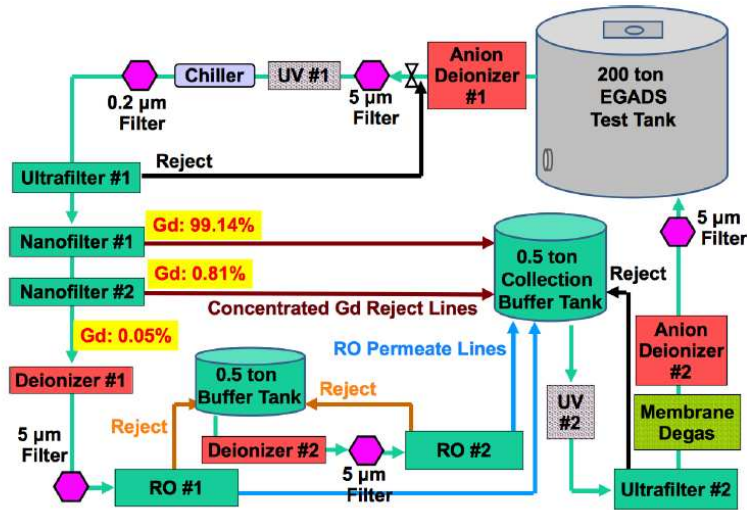 Anion
Deionizer
#1
200 ton
EGADS
Test Tank
Chiller
UV #1
5 µm
Filter
0.2 µm
Filter
Reject
Ultrafilter #1
Gd: 99.14%
Nanofilter #1
Gd: 0.81%
Nanofilter #2
Concentrated Gd Reject Lines
0.5 ton
Collection
Buffer Tank
5 µm
Filter
Reject
Gd: 0.05%
RO Permeate Lines
Deionizer #1
0.5 ton
Buffer Tank
Reject
Reject
Anion
Deionizer
#2
UV
#2
Membrane
Degas
5 µm
Filter
Deionizer #2
RO #2
5 µm
Filter
RO #1
Ultrafilter #2